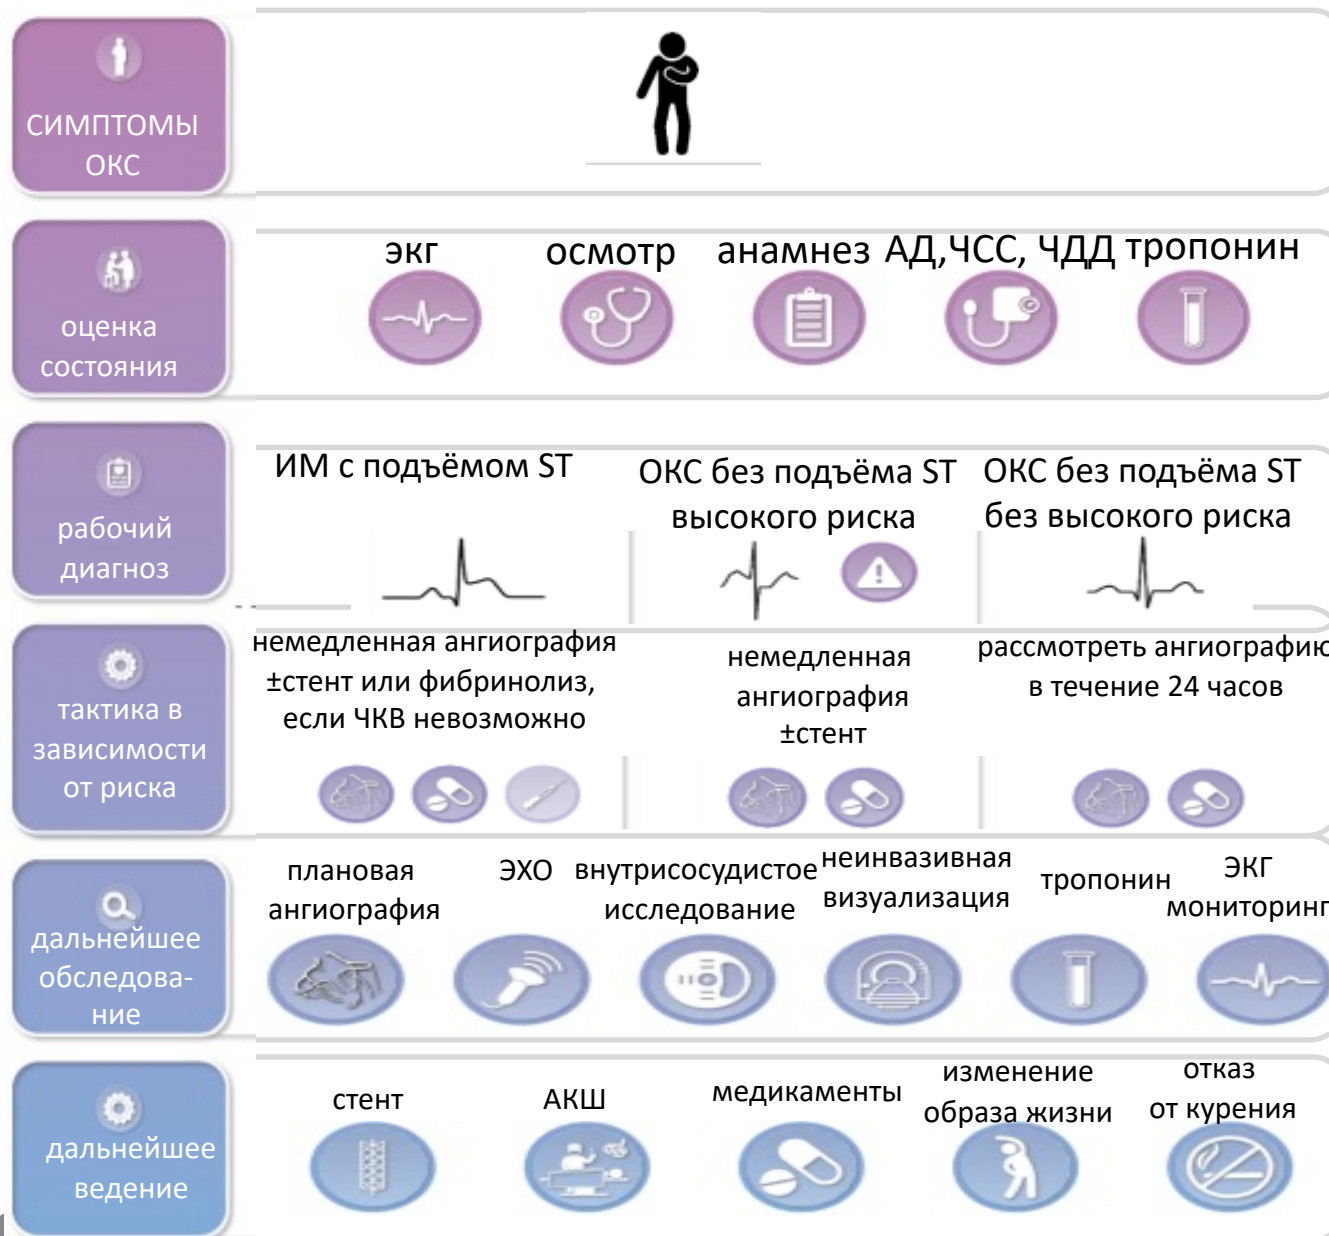 СИМПТОМЫ
ОКС
оценка
состояния
экг
осмотр
анамнез
АД,ЧСС, ЧДД
тропонин
рабочий
диагноз
ИМ с подъёмом ST
ОКС без подъёма ST
высокого риска
ОКС без подъёма ST
без высокого риска
тактика в
зависимости
от риска
немедленная ангиография
±стент или фибринолиз,
если ЧКВ невозможно
немедленная
ангиография
±стент
рассмотреть ангиографию
в течение 24 часов
дальнейшее
обследова-
ние
плановая
ангиография
ЭХО
внутрисосудистое
исследование
неинвазивная
визуализация
тропонин
ЭКГ
мониторинг
дальнейшее
ведение
стент
АКШ
медикаменты
изменение
образа жизни
отказ
от курения